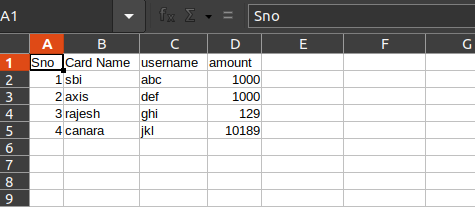 A1 fx Σ = Sno
A B C D E F G
1 Sno Card Name username amount
2 1 sbi abc 1000
3 2 axis def 1000
4 3 rajesh ghi 129
5 4 canara jkl 10189
6
7
8
9